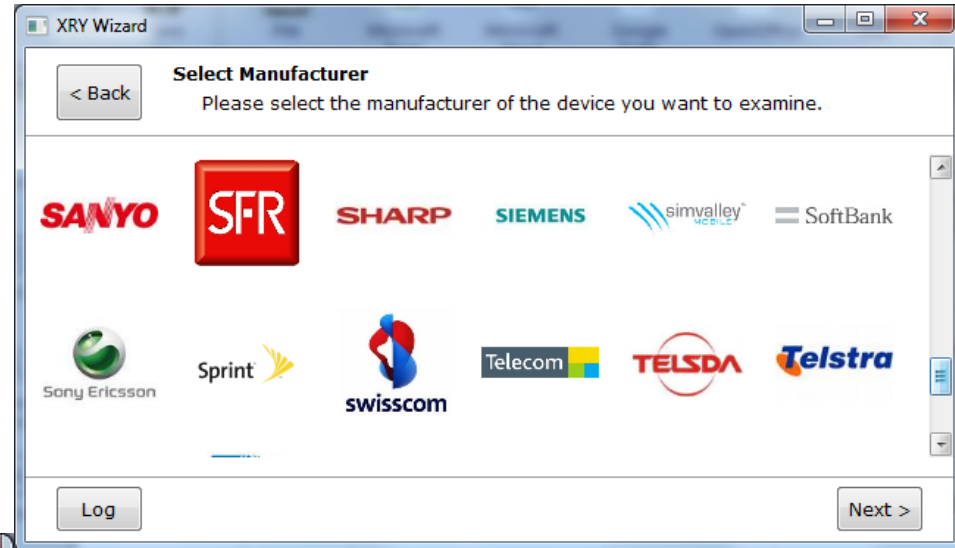 XRY Wizard
< Back
Select Manufacturer
Please select the manufacturer of the device you want to examine.
SANYO
SFR
SHARP
SIEMENS
simvalley
MOBILE
SoftBank
Sony Ericsson
Sprint
swisscom
Telecom
TELSDA
Telstra
Log
Next >